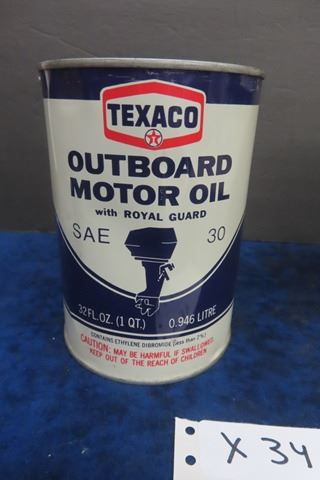 TEXACO
OUTBOARD
MOTOR OIL
with ROYAL GUARD
SAE 30
32 FL. OZ. (1 QT.) 0.946 LITRE
CONTAINS ETHYLENE DIBROMIDE (less than 2%)
CAUTION: MAY BE HARMFUL IF SWALLOWED.
KEEP OUT OF THE REACH OF CHILDREN
X 34